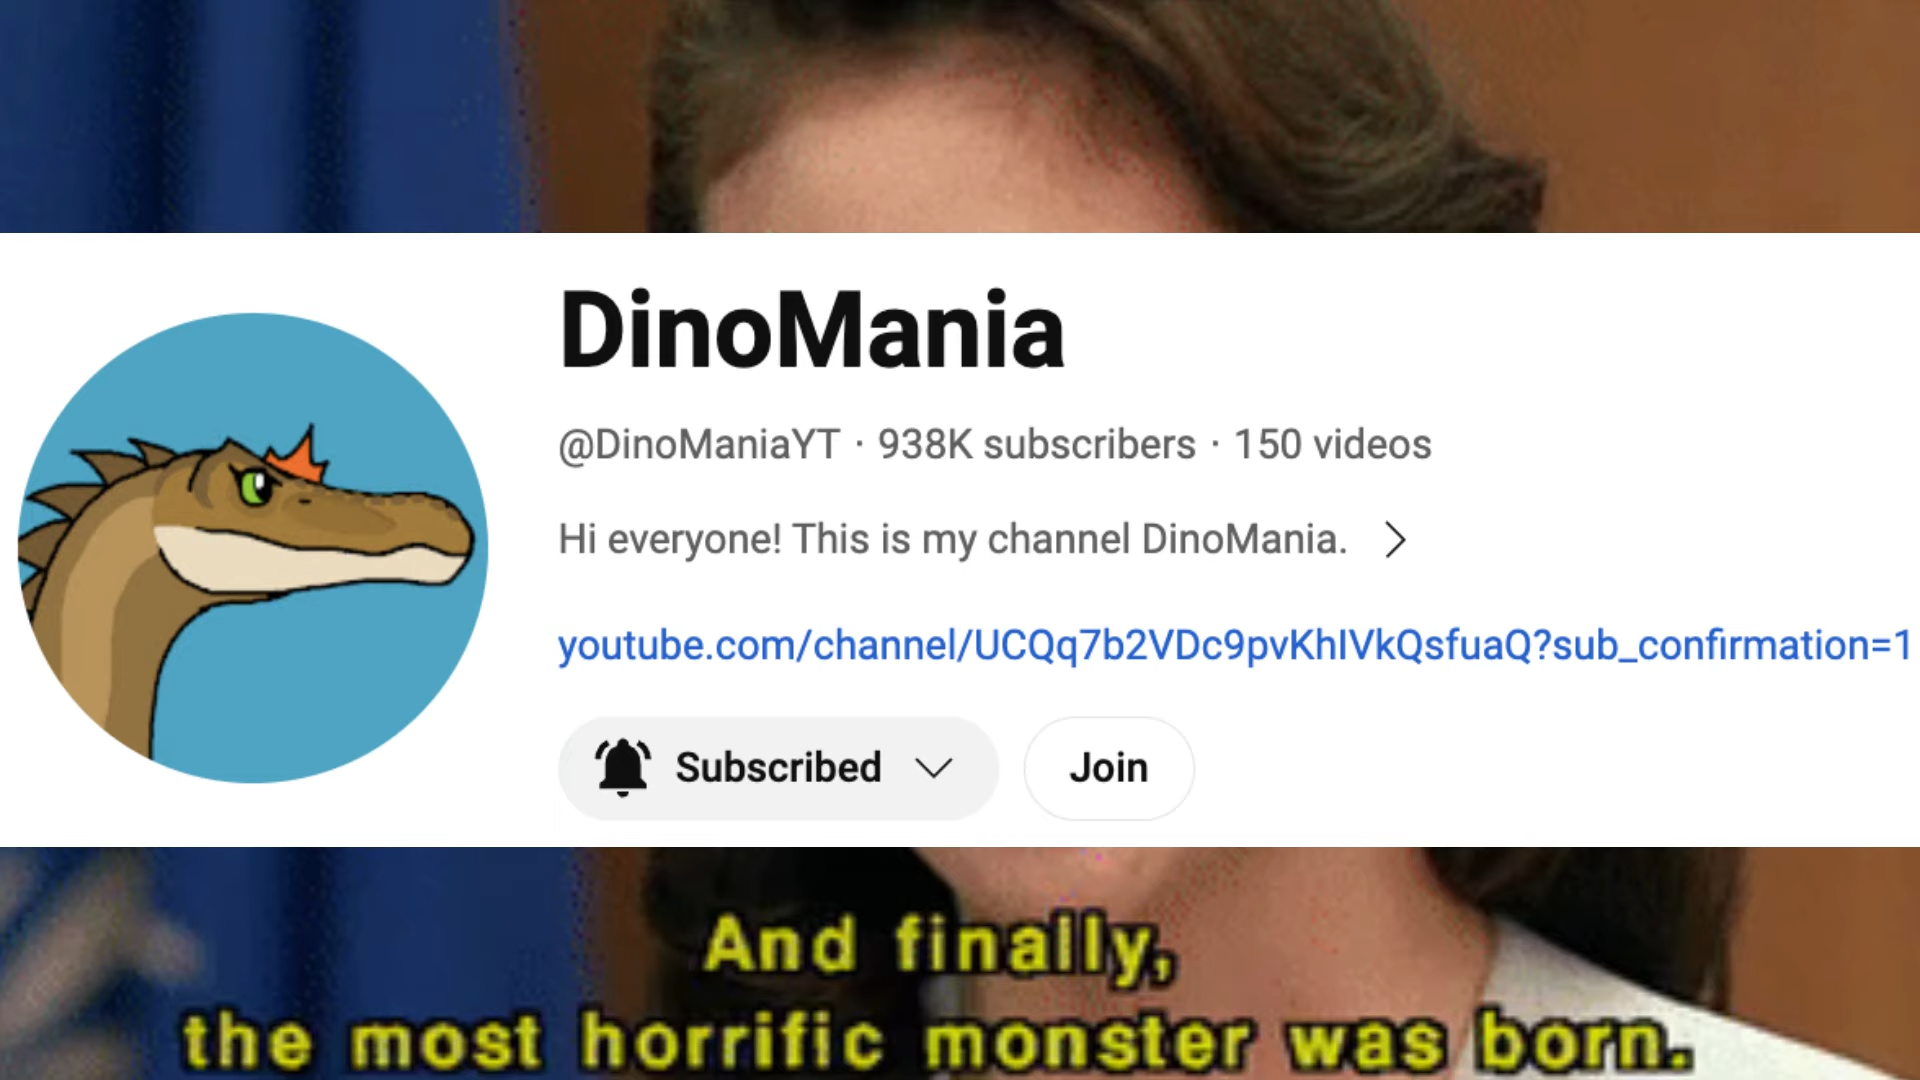 DinoMania
@DinoManiaYT · 938K subscribers · 150 videos
Hi everyone! This is my channel DinoMania.
youtube.com/channel/UCQq7b2VDc9pvKhIVkQsfuaQ?sub_confirmation=1
Subscribed
Join
And finally,
the most horrific monster was born.